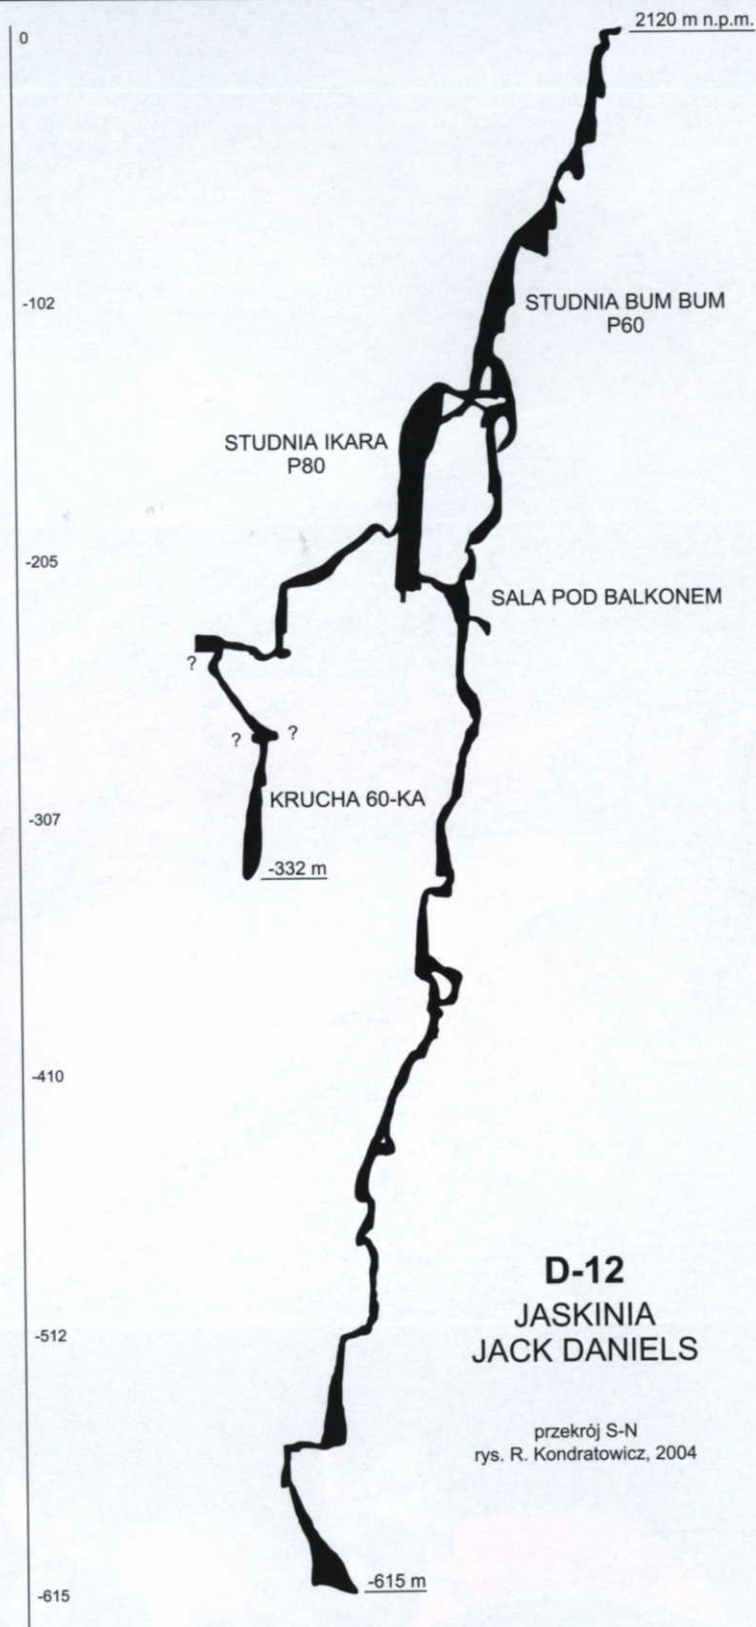 2120 m n.p.m.
0
-102
STUDNIA BUM BUM
P60
STUDNIA IKARA
P80
-205
SALA POD BALKONEM
?
?
?
KRUCHA 60-KA
-307
-332 m
-410
D-12
-512
JASKINIA
JACK DANIELS
przekrój S-N
rys. R. Kondratowicz, 2004
-615 m
-615